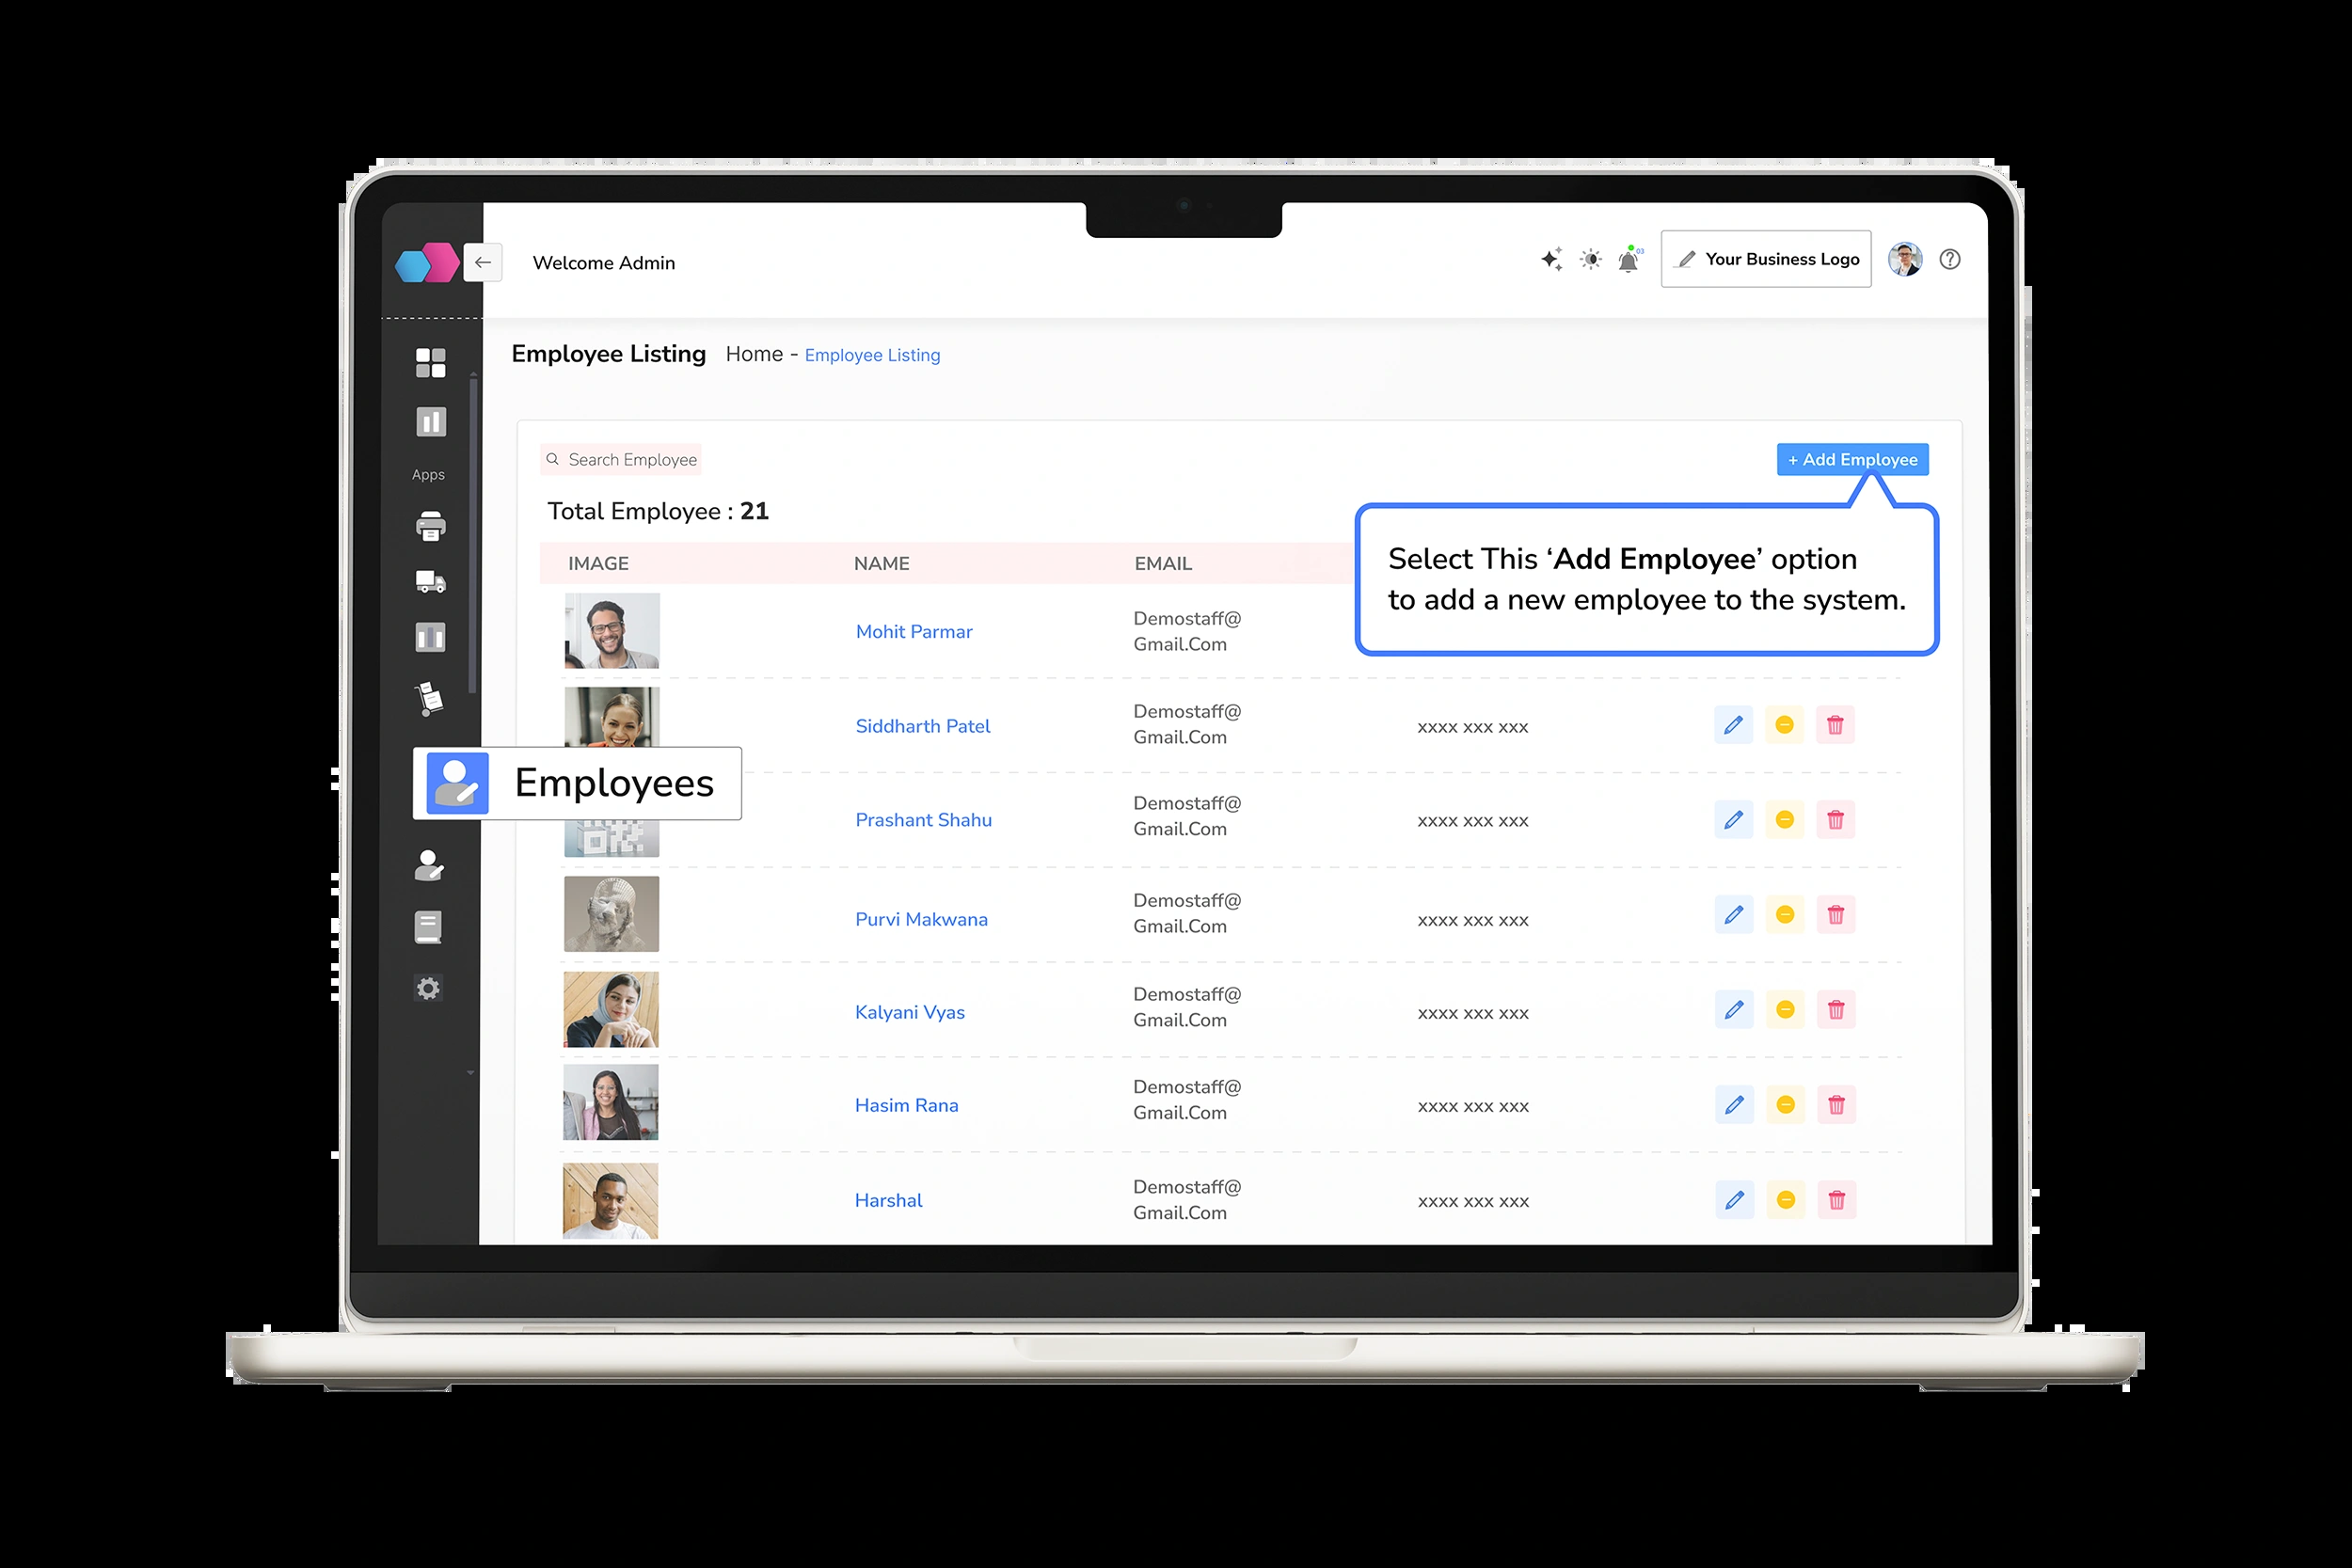 Welcome Admin
03
Your Business Logo
Employee Listing Home - Employee Listing
Apps
Search Employee
+ Add Employee
Total Employee : 21
Select This ‘Add Employee’ option
to add a new employee to the system.
IMAGE NAME EMAIL
Mohit Parmar
Demostaff@
Gmail.Com
Siddharth Patel
Demostaff@
Gmail.Com
xxxx xxx xxx
Employees
Prashant Shahu
Demostaff@
Gmail.Com
xxxx xxx xxx
Purvi Makwana
Demostaff@
Gmail.Com
xxxx xxx xxx
Kalyani Vyas
Demostaff@
Gmail.Com
xxxx xxx xxx
Hasim Rana
Demostaff@
Gmail.Com
xxxx xxx xxx
Harshal
Demostaff@
Gmail.Com
xxxx xxx xxx